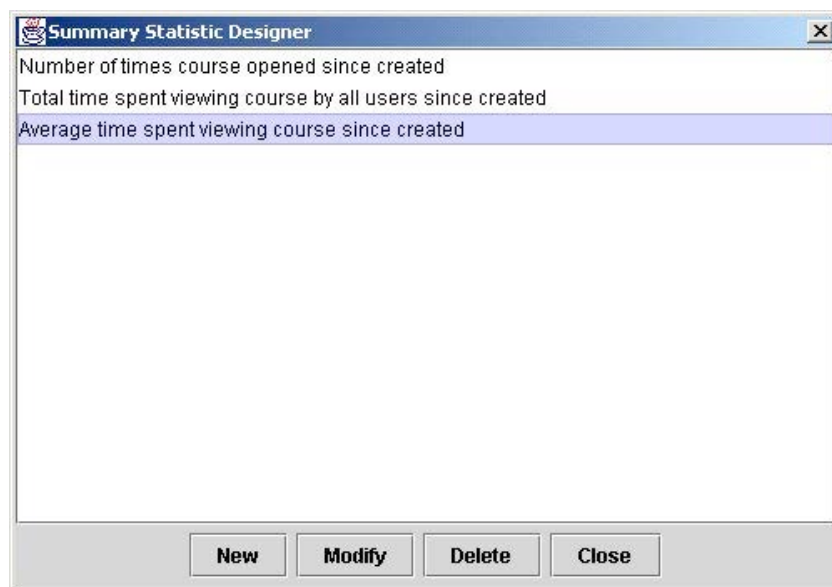 Summary Statistic Designer
Number of times course opened since created
Total time spent viewing course by all users since created
Average time spent viewing course since created
New Modify Delete Close